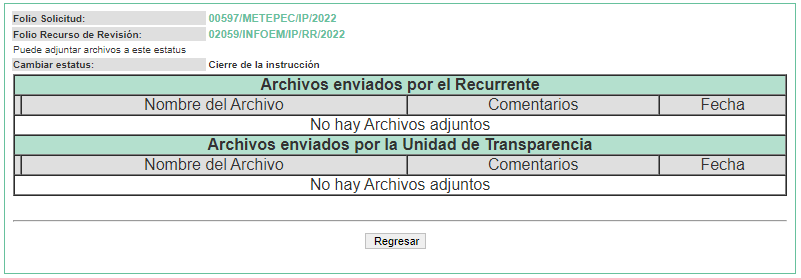 Folio Solicitud: 00597/METEPEC/IP/2022
Folio Recurso de Revisión: 02059/INFOEM/IP/RR/2022
Puede adjuntar archivos a este estatus
Cambiar estatus: Cierre de la instrucción
Archivos enviados por el Recurrente
Nombre del Archivo Comentarios Fecha
No hay Archivos adjuntos
Archivos enviados por la Unidad de Transparencia
Nombre del Archivo Comentarios Fecha
No hay Archivos adjuntos
Regresar